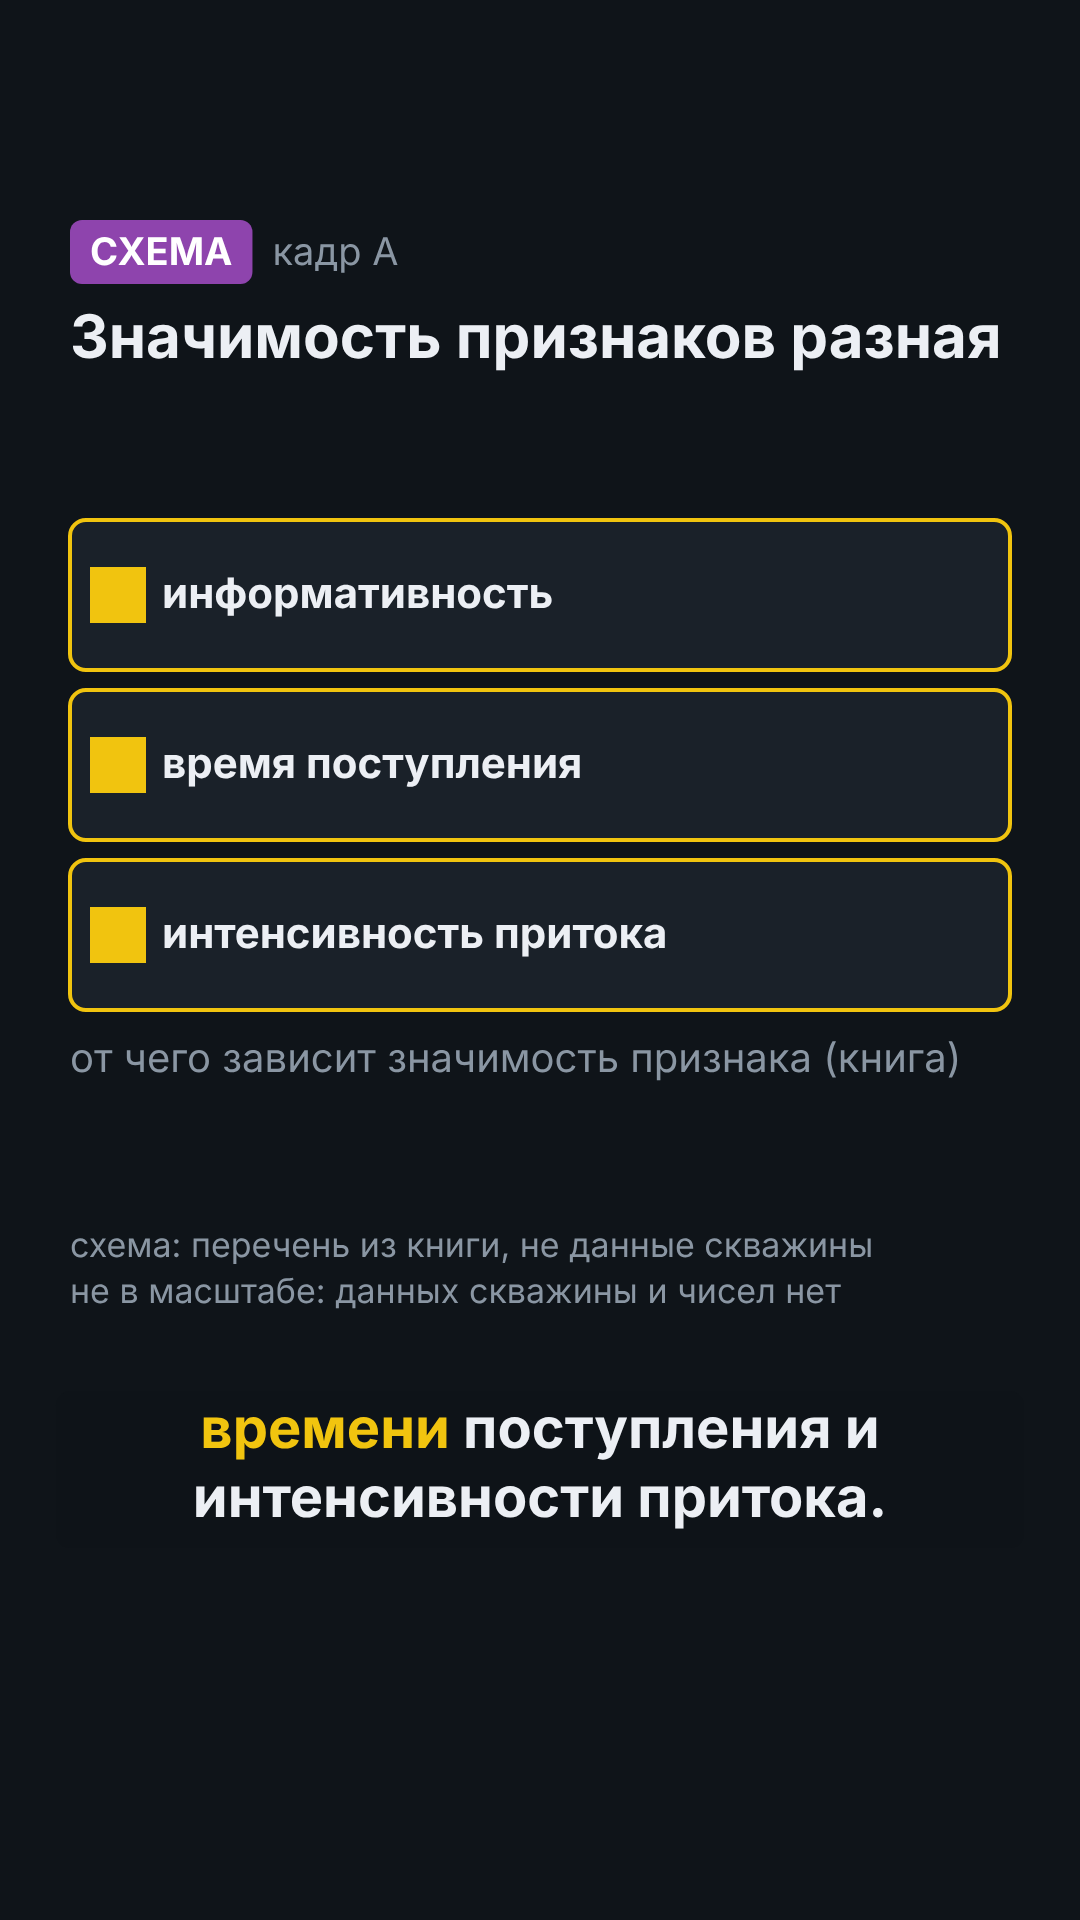 СХЕМА кадр А
Значимость признаков разная
информативность
время поступления
интенсивность притока
от чего зависит значимость признака (книга)
схема: перечень из книги, не данные скважины
не в масштабе: данных скважины и чисел нет
времени поступления и
интенсивности притока.